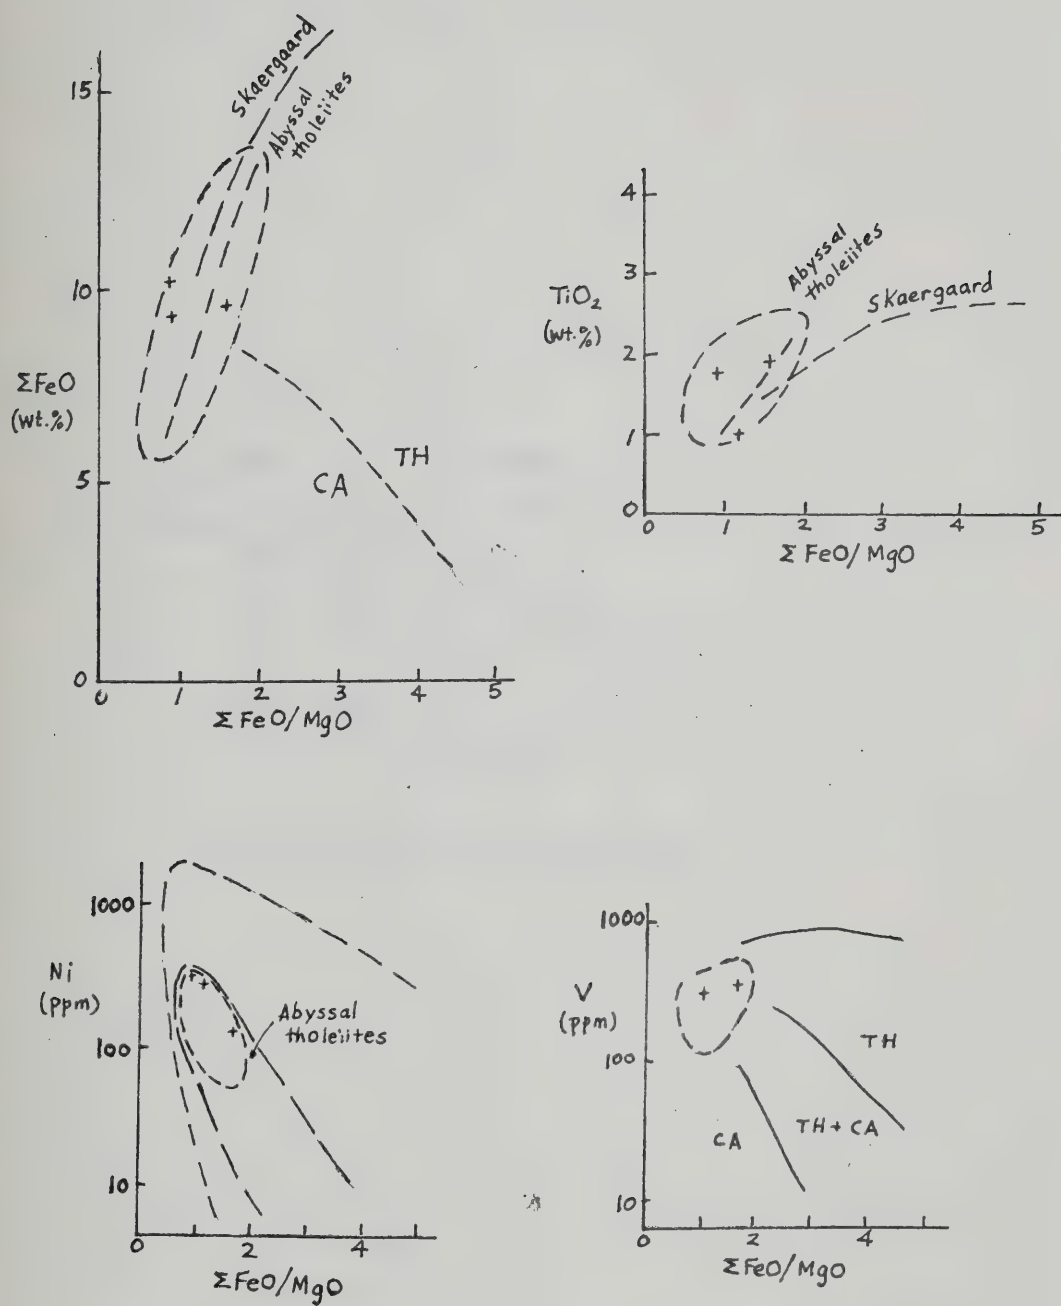 Skaergaard
Abyssal
tholeiites
15
10
5
0
ΣFeO
(wt.%)
CA
TH
0 1 2 3 4 5
ΣFeO/MgO
4
3
2
1
0
TiO₂
(wt.%)
Abyssal
tholeiites
Skaergaard
0 1 2 3 4 5
ΣFeO/MgO
1000
100
10
Ni
(ppm)
Abyssal
tholeiites
0 2 4
ΣFeO/MgO
1000
100
10
V
(ppm)
TH
TH + CA
CA
0 2 4
ΣFeO/MgO